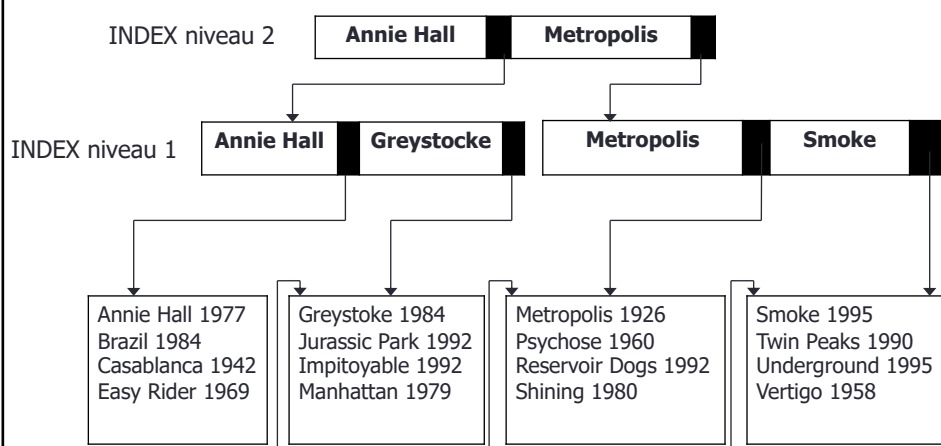 INDEX niveau 2
Annie Hall
Metropolis
INDEX niveau 1
Annie Hall
Greystocke
Metropolis
Smoke
Annie Hall 1977
Brazil 1984
Casablanca 1942
Easy Rider 1969
Greystoke 1984
Jurassic Park 1992
Impitoyable 1992
Manhattan 1979
Metropolis 1926
Psychose 1960
Reservoir Dogs 1992
Shining 1980
Smoke 1995
Twin Peaks 1990
Underground 1995
Vertigo 1958